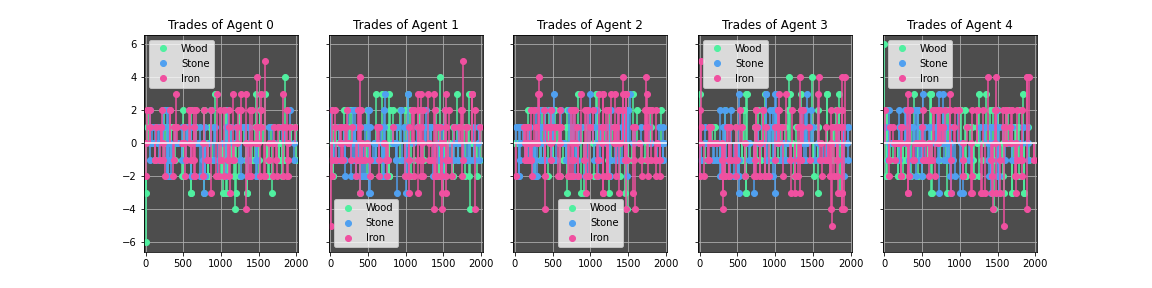 Trades of Agent 0
Trades of Agent 1
Trades of Agent 2
Trades of Agent 3
Trades of Agent 4
6
4
2
0
−2
−4
−6
Wood
Stone
Iron
Wood
Stone
Iron
Wood
Stone
Iron
Wood
Stone
Iron
Wood
Stone
Iron
0 500 1000 1500 2000
0 500 1000 1500 2000
0 500 1000 1500 2000
0 500 1000 1500 2000
0 500 1000 1500 2000